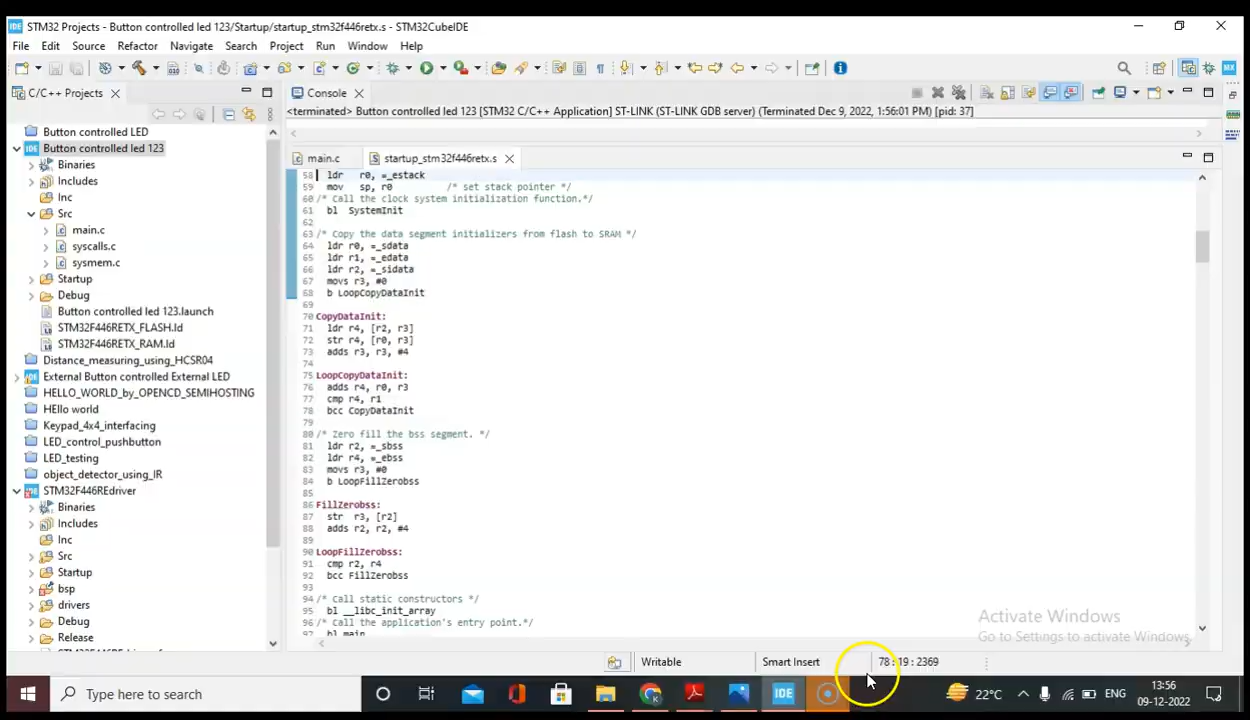 IDE STM32 Projects - Button controlled led 123/Startup/startup_stm32f446retx.s - STM32CubeIDE
File Edit Source Refactor Navigate Search Project Run Window Help
C/C++ Projects
Console
<terminated> Button controlled led 123 [STM32 C/C++ Application] ST-LINK (ST-LINK GDB server) (Terminated Dec 9, 2022, 1:56:01 PM) [pid: 37]
Button controlled LED
Button controlled led 123
Binaries
Includes
Inc
Src
main.c
syscalls.c
sysmem.c
Startup
Debug
Button controlled led 123.launch
STM32F446RETX_FLASH.ld
STM32F446RETX_RAM.ld
Distance_measuring_using_HCSR04
External Button controlled External LED
HELLO_WORLD_by_OPENCD_SEMIHOSTING
HEllo world
Keypad_4x4_interfacing
LED_control_pushbutton
LED_testing
object_detector_using_IR
STM32F446REdriver
Binaries
Includes
Inc
Src
Startup
bsp
drivers
Debug
Release
main.c startup_stm32f446retx.s
58 ldr r0, =_estack
59 mov sp, r0 /* set stack pointer */
60 /* Call the clock system initialization function.*/
61 bl SystemInit
62
63 /* Copy the data segment initializers from flash to SRAM */
64 ldr r0, =_sdata
65 ldr r1, =_edata
66 ldr r2, =_sidata
67 movs r3, #0
68 b LoopCopyDataInit
69
70 CopyDataInit:
71 ldr r4, [r2, r3]
72 str r4, [r0, r3]
73 adds r3, r3, #4
74
75 LoopCopyDataInit:
76 adds r4, r0, r3
77 cmp r4, r1
78 bcc CopyDataInit
79
80 /* Zero fill the bss segment. */
81 ldr r2, =_sbss
82 ldr r4, =_ebss
83 movs r3, #0
84 b LoopFillZerobss
85
86 FillZerobss:
87 str r3, [r2]
88 adds r2, r2, #4
89
90 LoopFillZerobss:
91 cmp r2, r4
92 bcc FillZerobss
93
94 /* Call static constructors */
95 bl __libc_init_array
96 /* Call the application's entry point.*/
97 bl main
Activate Windows
Go to Settings to activate Windows.
Writable Smart Insert 78 : 19 : 2369
Type here to search
IDE
22°C
ENG
13:56
09-12-2022